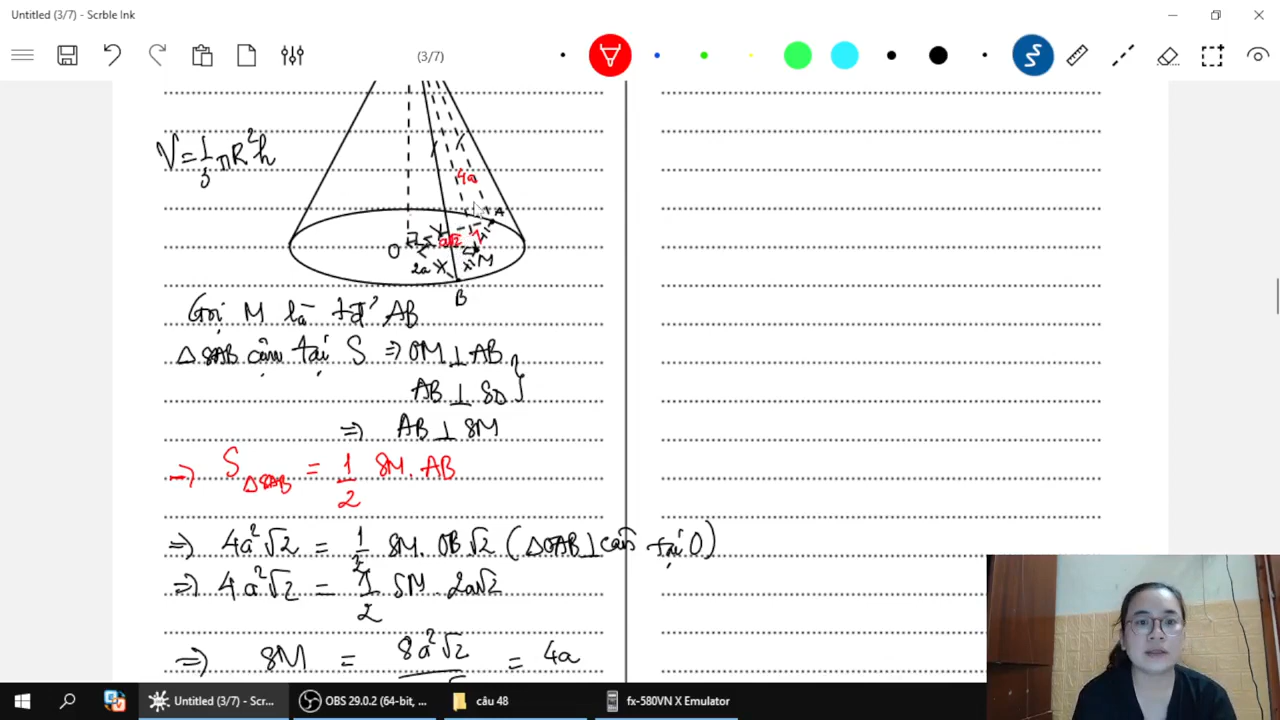 Untitled (3/7) - Scrble Ink
(3/7)
V = 1/3 πR²h
4a
A
a√2
O
M
2a
B
Gọi M là tđ AB
ΔSAB cân tại S ⇒ OM ⊥ AB
AB ⊥ SO
⇒ AB ⊥ SM
⇒ S ΔSAB = 1/2 SM. AB
⇒ 4a²√2 = 1/2 SM. OB√2 (ΔOAB ⊥ cân tại O)
⇒ 4a²√2 = 1/2 SM. 2a√2
⇒ SM = 8a²√2 = 4a
Untitled (3/7) - Scr...
OBS 29.0.2 (64-bit, ...
câu 48
fx-580VN X Emulator